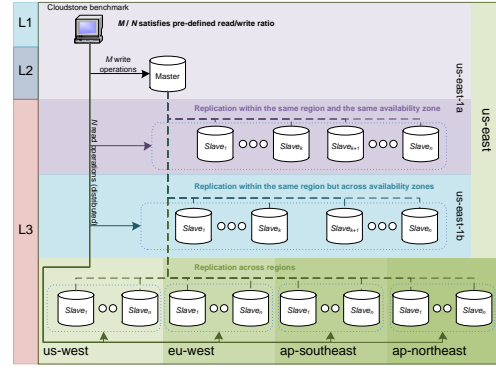 Cloudstone benchmark
L1
M / N satisfies pre-defined read/write ratio
L2
M write
operations
Master
us-east-1a
us-east
N read operations (distributed)
Replication within the same region and the same availability zone
Slave1
Slavek
Slavek+1
Slaven
L3
Replication within the same region but across availability zones
us-east-1b
Slave1
Slavek
Slavek+1
Slaven
Replication across regions
Slave1 Slaven Slave1 Slaven Slave1 Slaven Slave1 Slaven
us-west eu-west ap-southeast ap-northeast